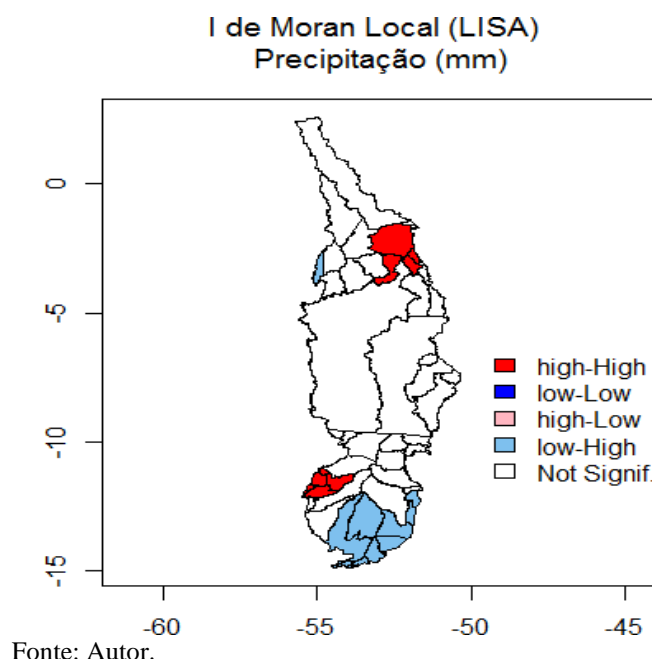 I de Moran Local (LISA)
Precipitação (mm)
0
-5
-10
-15
high-High
low-Low
high-Low
low-High
Not Signif.
-60
-55
-50
-45
Fonte: Autor.